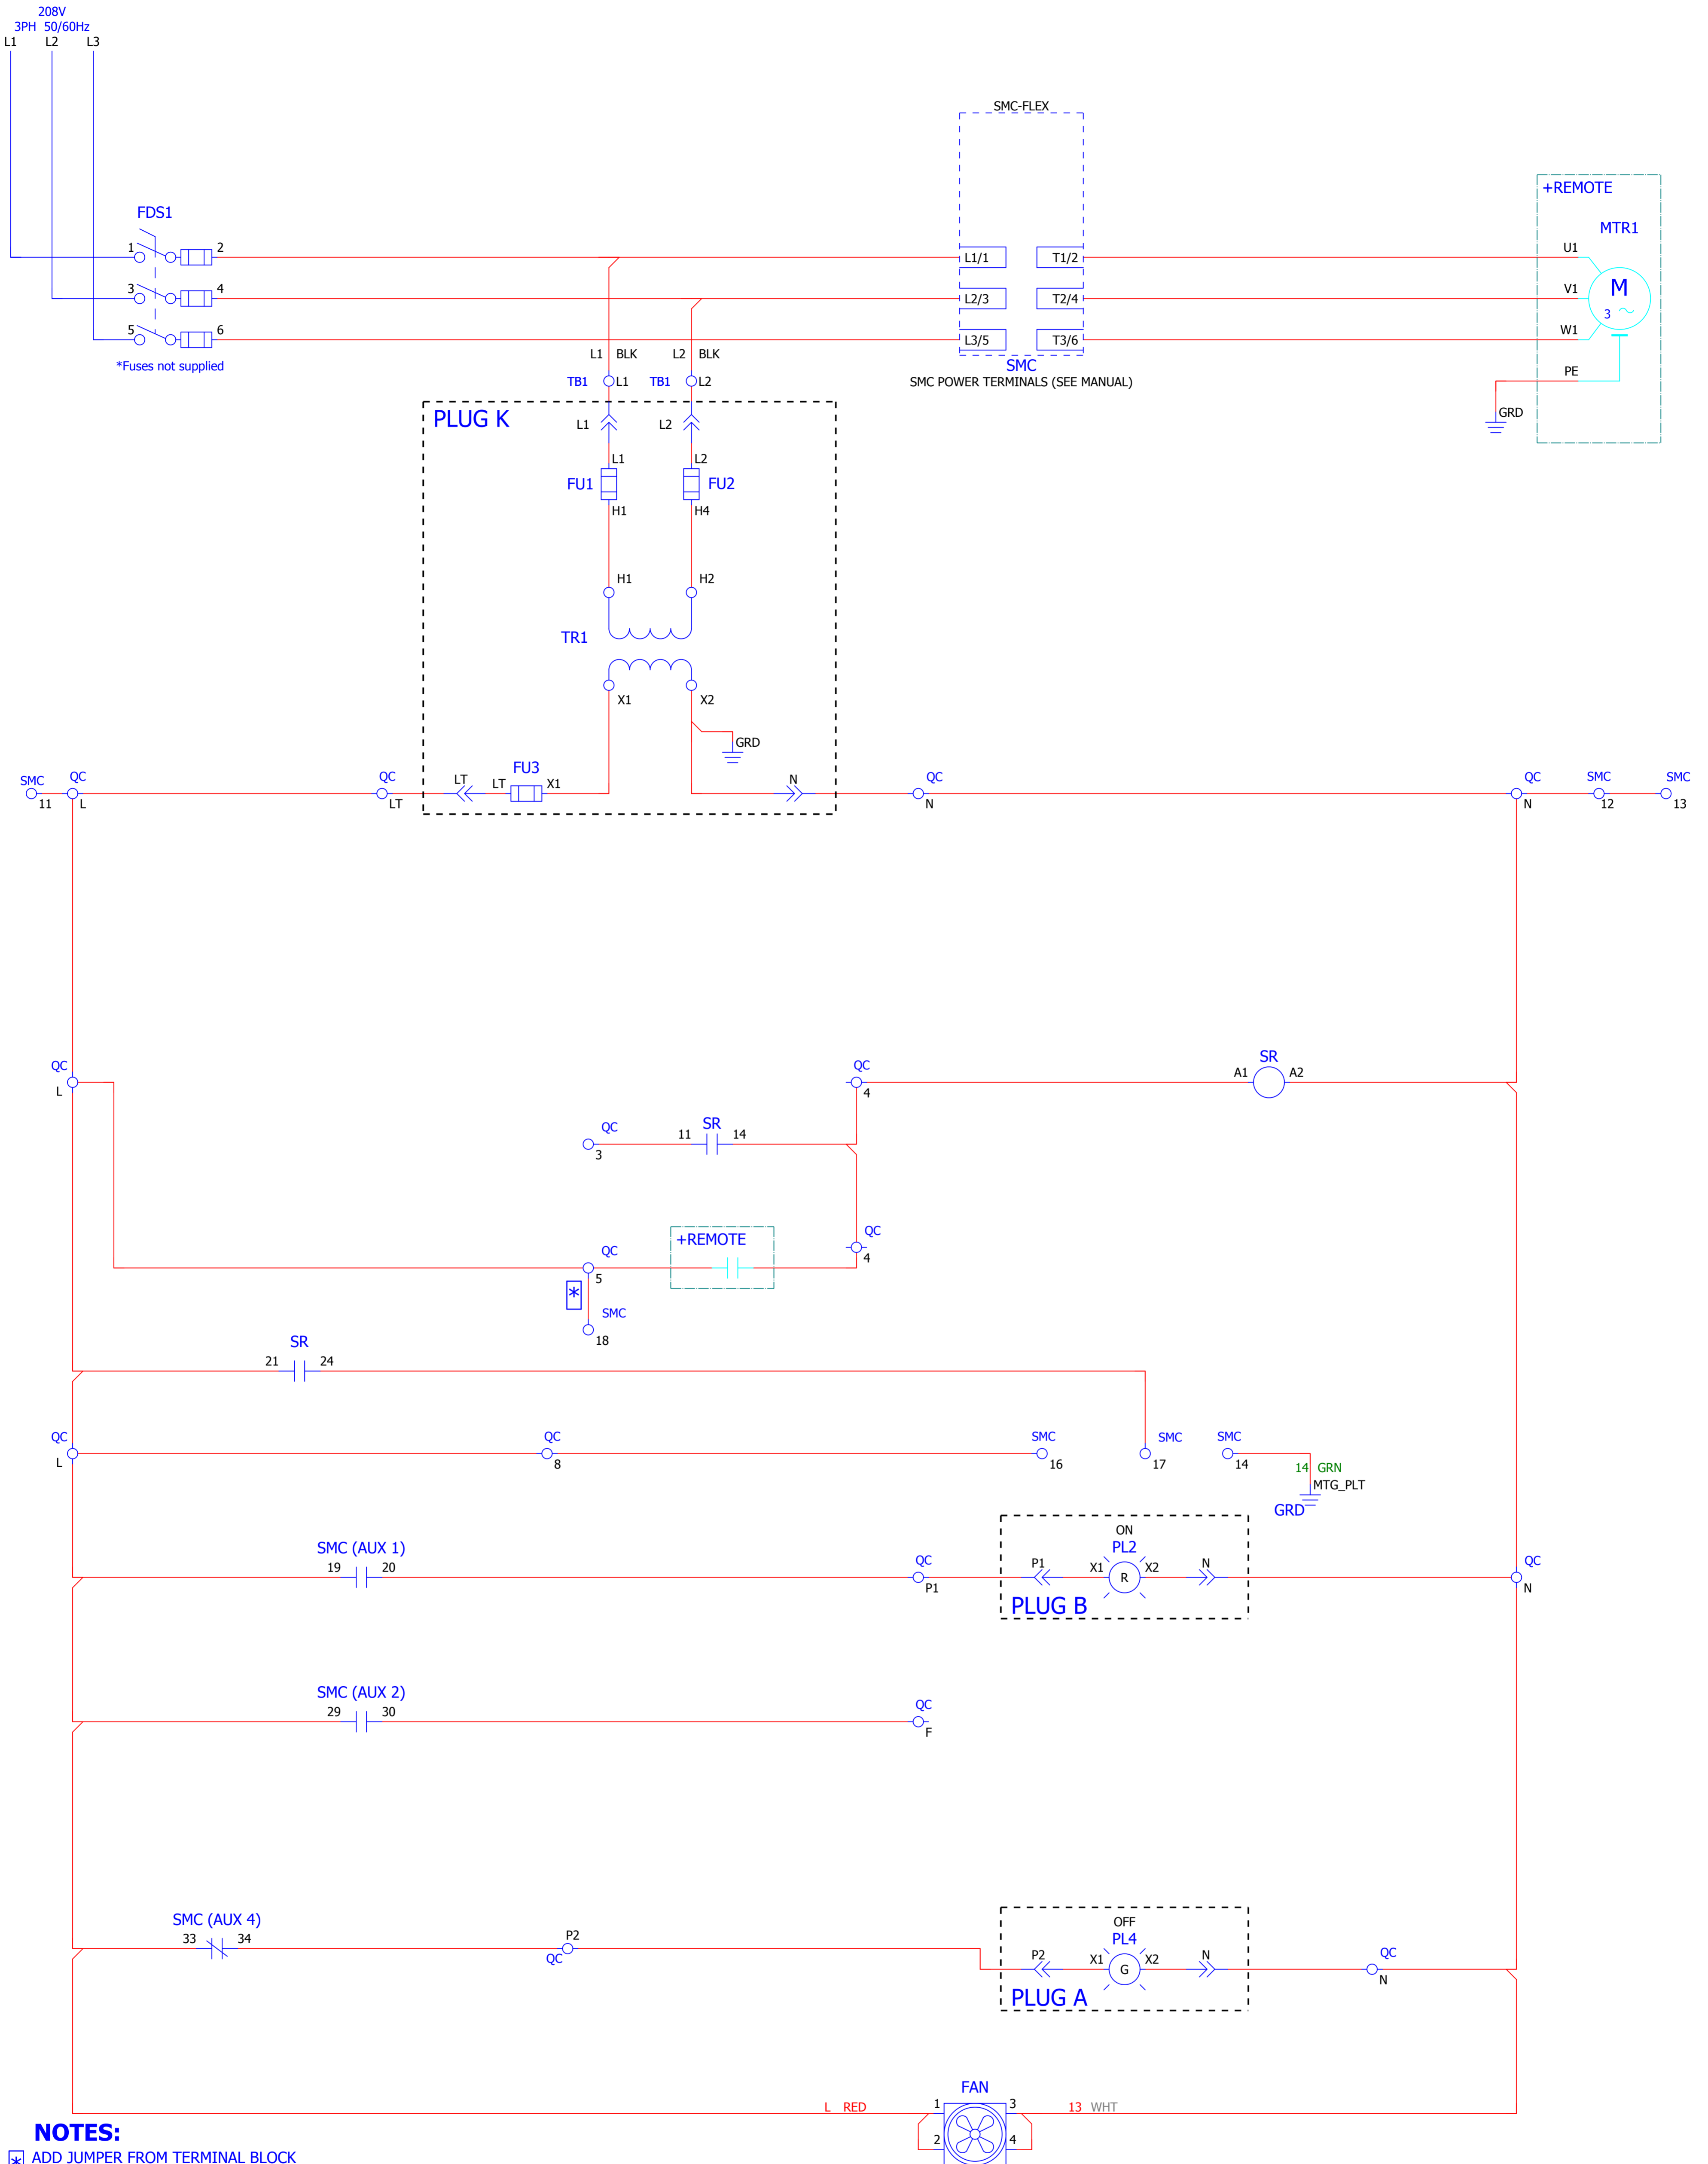 208V
3PH 50/60Hz
L1 L2 L3
SMC-FLEX
+REMOTE
MTR1
FDS1
1 2 L1/1 T1/2 U1
3 4 L2/3 T2/4 V1
M
3
5 6 L3/5 T3/6 W1
*Fuses not supplied
L1 BLK L2 BLK
SMC
SMC POWER TERMINALS (SEE MANUAL)
PE
TB1 L1 TB1 L2
GRD
PLUG K
L1 L2
L1 L2
FU1 FU2
H1 H4
H1 H2
TR1
X1 X2
GRD
SMC QC QC LT LT FU3 X1 N QC QC SMC SMC
11 L LT N N 12 13
QC QC SR
L 4 A1 A2
QC 11 SR 14
3
QC
4
+REMOTE
QC
5
*
SMC
18
SR
21 24
QC QC SMC SMC SMC
L 8 16 17 14
14 GRN
MTG_PLT
GRD
ON
SMC (AUX 1) PL2
19 20 QC P1 X1 X2 N QC
R
P1 N
PLUG B
SMC (AUX 2)
29 30 QC
F
SMC (AUX 4) OFF
33 34 P2 PL4
QC P2 X1 X2 N QC
G
N
PLUG A
FAN
L RED 1 3 13 WHT
2 4
NOTES:
* ADD JUMPER FROM TERMINAL BLOCK